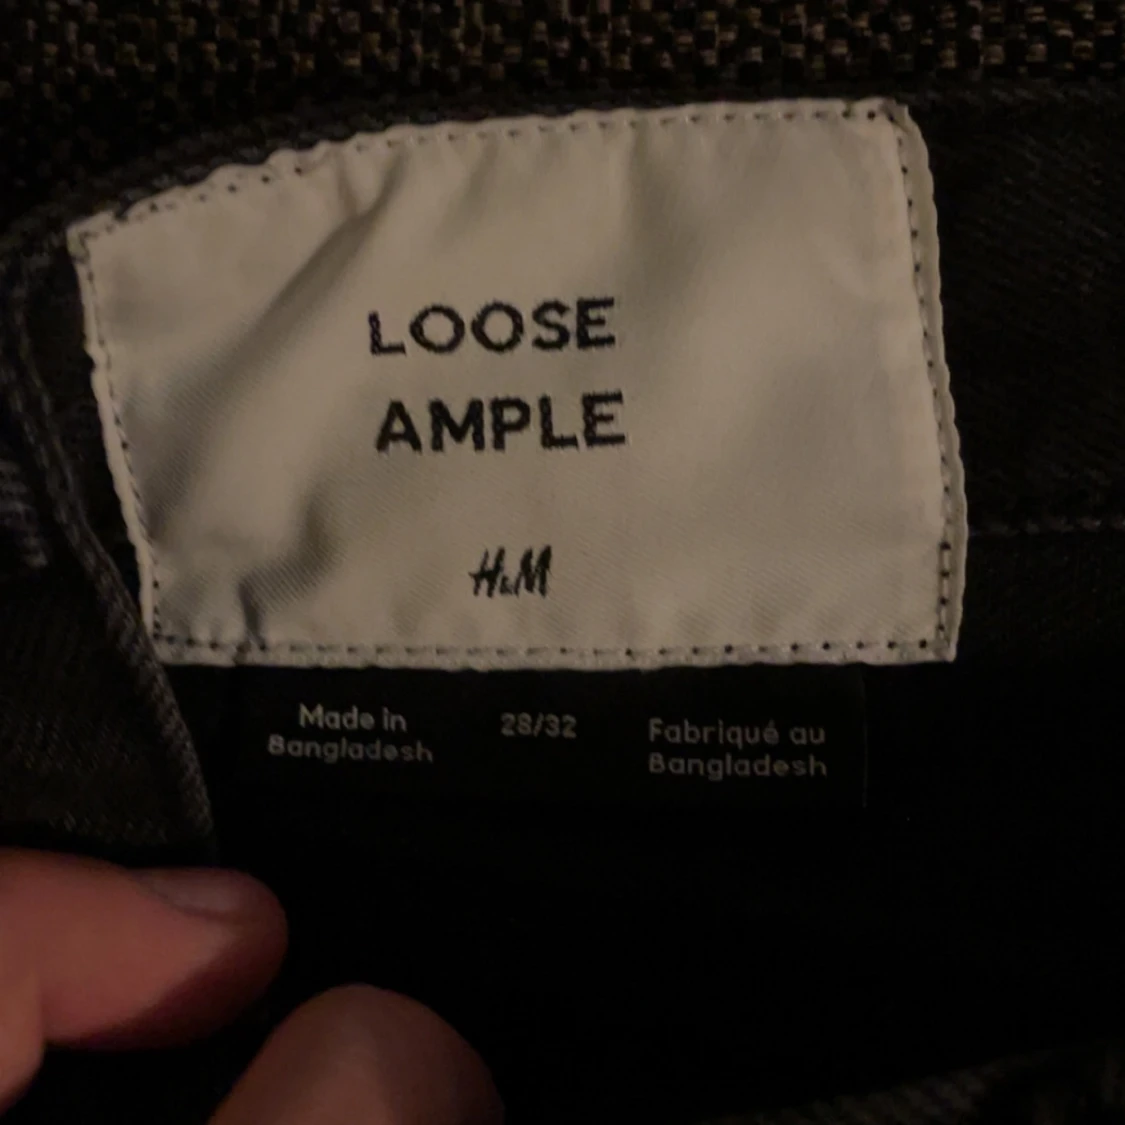 LOOSE
AMPLE
H&M
Made in
Bangladesh
28/32
Fabriqué au
Bangladesh